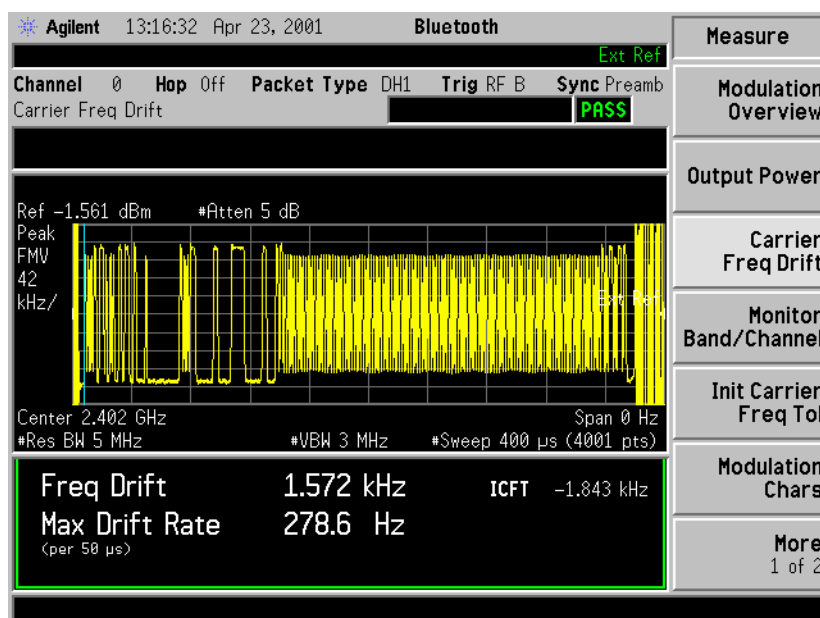 Agilent 13:16:32 Apr 23, 2001 Bluetooth
Ext Ref
Channel 0 Hop Off Packet Type DH1 Trig RF B Sync Preamb
Carrier Freq Drift PASS
Ref -1.561 dBm #Atten 5 dB
Peak
FMV
42
kHz/
Ext Ref
Center 2.402 GHz Span 0 Hz
#Res BW 5 MHz #VBW 3 MHz #Sweep 400 µs (4001 pts)
Freq Drift 1.572 kHz ICFT -1.843 kHz
Max Drift Rate 278.6 Hz
(per 50 µs)
Measure
Modulation
Overview
Output Power
Carrier
Freq Drift
Monitor
Band/Channel
Init Carrier
Freq Tol
Modulation
Chars
More
1 of 2